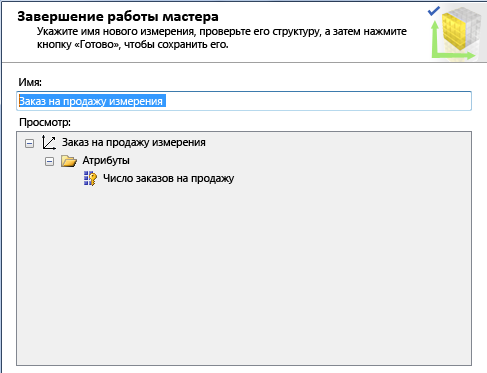 Завершение работы мастера
Укажите имя нового измерения, проверьте его структуру, а затем нажмите
кнопку «Готово», чтобы сохранить его.
Имя:
Заказ на продажу измерения
Просмотр:
Заказ на продажу измерения
Атрибуты
Число заказов на продажу